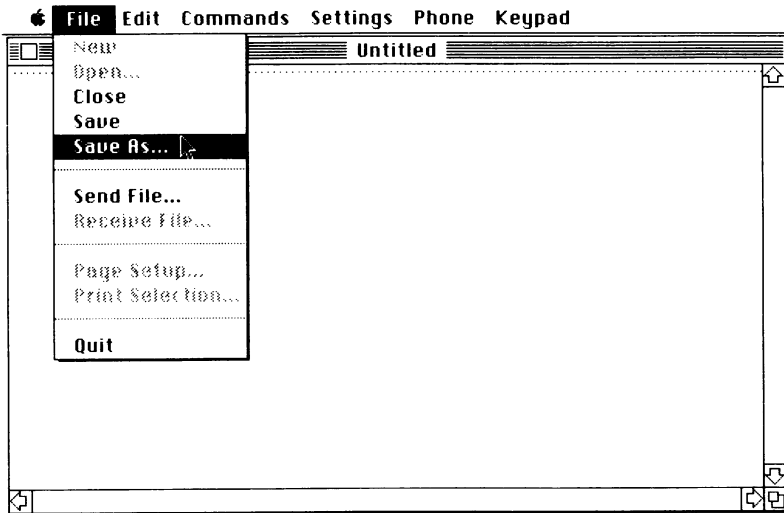 File Edit Commands Settings Phone Keypad
Untitled
New
Open...
Close
Save
Save As...
Send File...
Receive File...
Page Setup...
Print Selection...
Quit